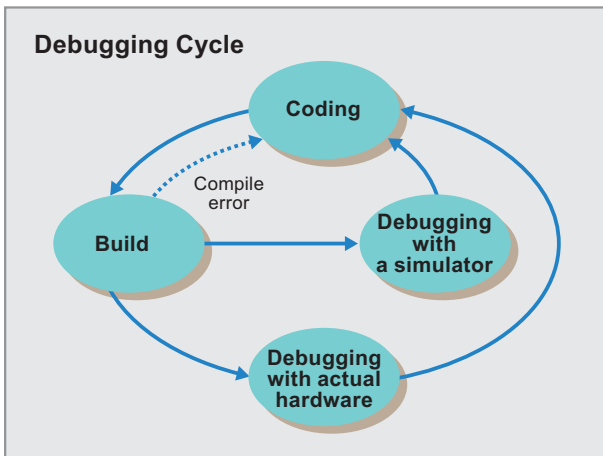 Debugging Cycle
Coding
Compile
error
Build
Debugging
with
a simulator
Debugging
with actual
hardware